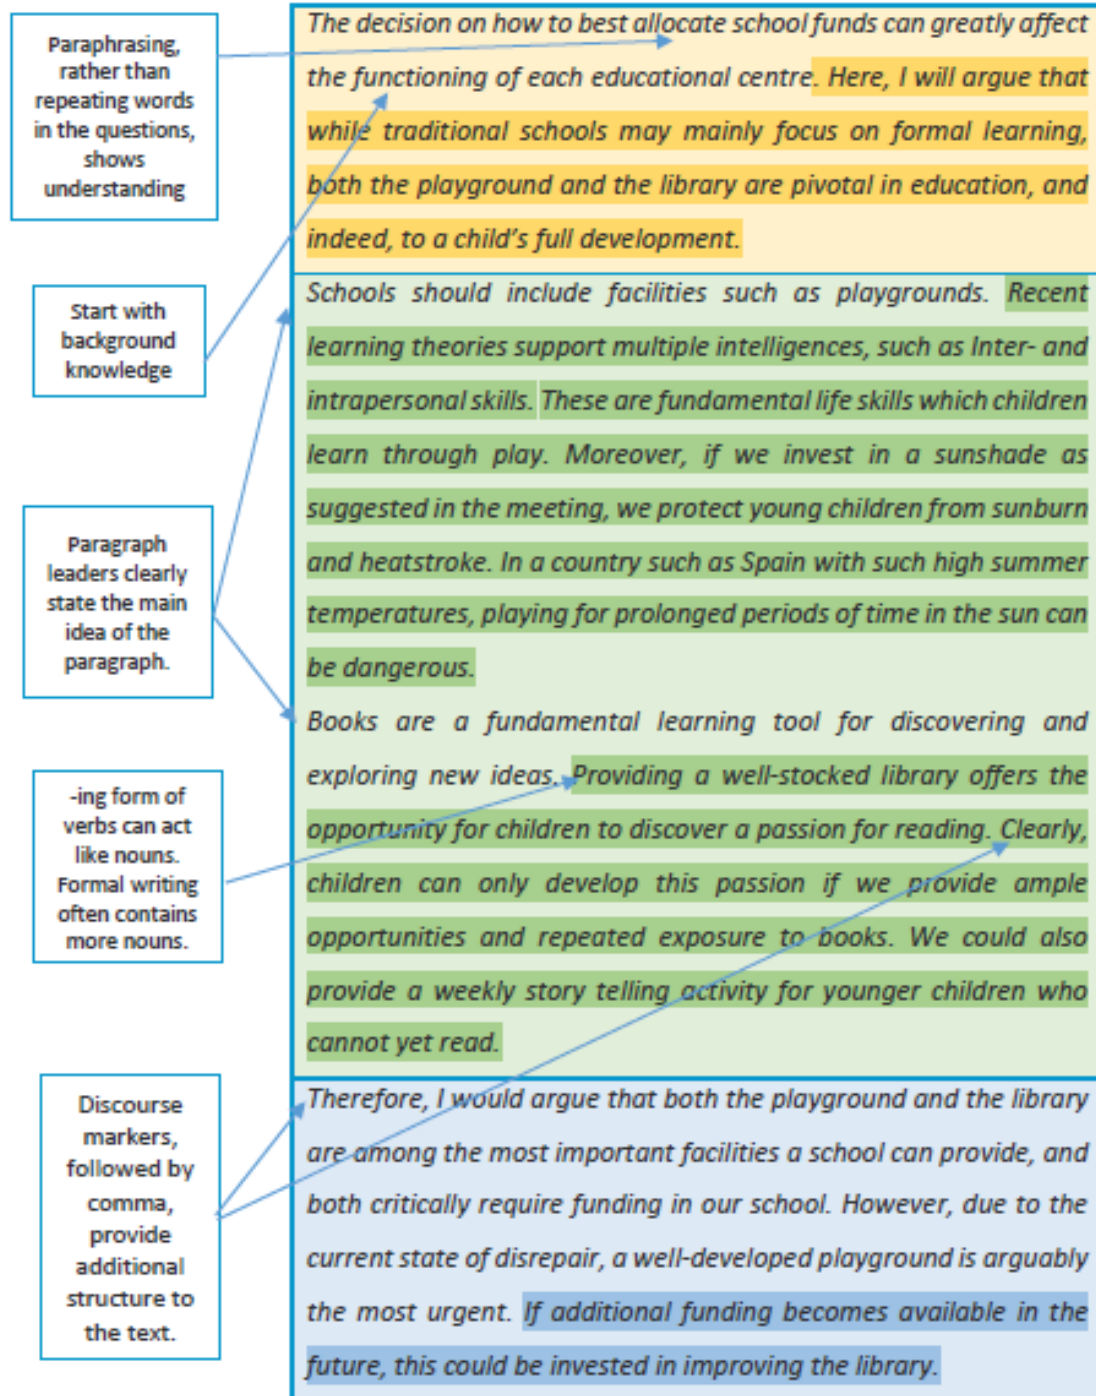 Paraphrasing,
rather than
repeating words
in the questions,
shows
understanding
Start with
background
knowledge
Paragraph
leaders clearly
state the main
idea of the
paragraph.
-ing form of
verbs can act
like nouns.
Formal writing
often contains
more nouns.
Discourse
markers,
followed by
comma,
provide
additional
structure to
the text.
The decision on how to best allocate school funds can greatly affect
the functioning of each educational centre. Here, I will argue that
while traditional schools may mainly focus on formal learning,
both the playground and the library are pivotal in education, and
indeed, to a child's full development.
Schools should include facilities such as playgrounds. Recent
learning theories support multiple intelligences, such as Inter- and
intrapersonal skills. These are fundamental life skills which children
learn through play. Moreover, if we invest in a sunshade as
suggested in the meeting, we protect young children from sunburn
and heatstroke. In a country such as Spain with such high summer
temperatures, playing for prolonged periods of time in the sun can
be dangerous.
Books are a fundamental learning tool for discovering and
exploring new ideas. Providing a well-stocked library offers the
opportunity for children to discover a passion for reading. Clearly,
children can only develop this passion if we provide ample
opportunities and repeated exposure to books. We could also
provide a weekly story telling activity for younger children who
cannot yet read.
Therefore, I would argue that both the playground and the library
are among the most important facilities a school can provide, and
both critically require funding in our school. However, due to the
current state of disrepair, a well-developed playground is arguably
the most urgent. If additional funding becomes available in the
future, this could be invested in improving the library.